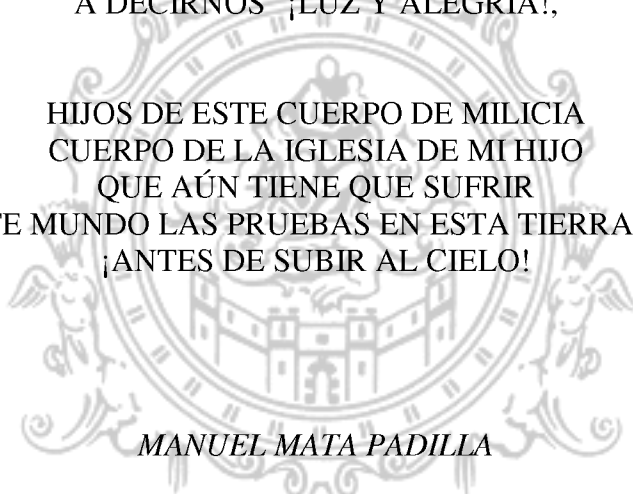 A DECIRNOS ¡LUZ Y ALEGRÍA!,
HIJOS DE ESTE CUERPO DE MILICIA
CUERPO DE LA IGLESIA DE MI HIJO
QUE AÚN TIENE QUE SUFRIR
MUNDO LAS PRUEBAS EN ESTA TIERRA
¡ANTES DE SUBIR AL CIELO!
MANUEL MATA PADILLA